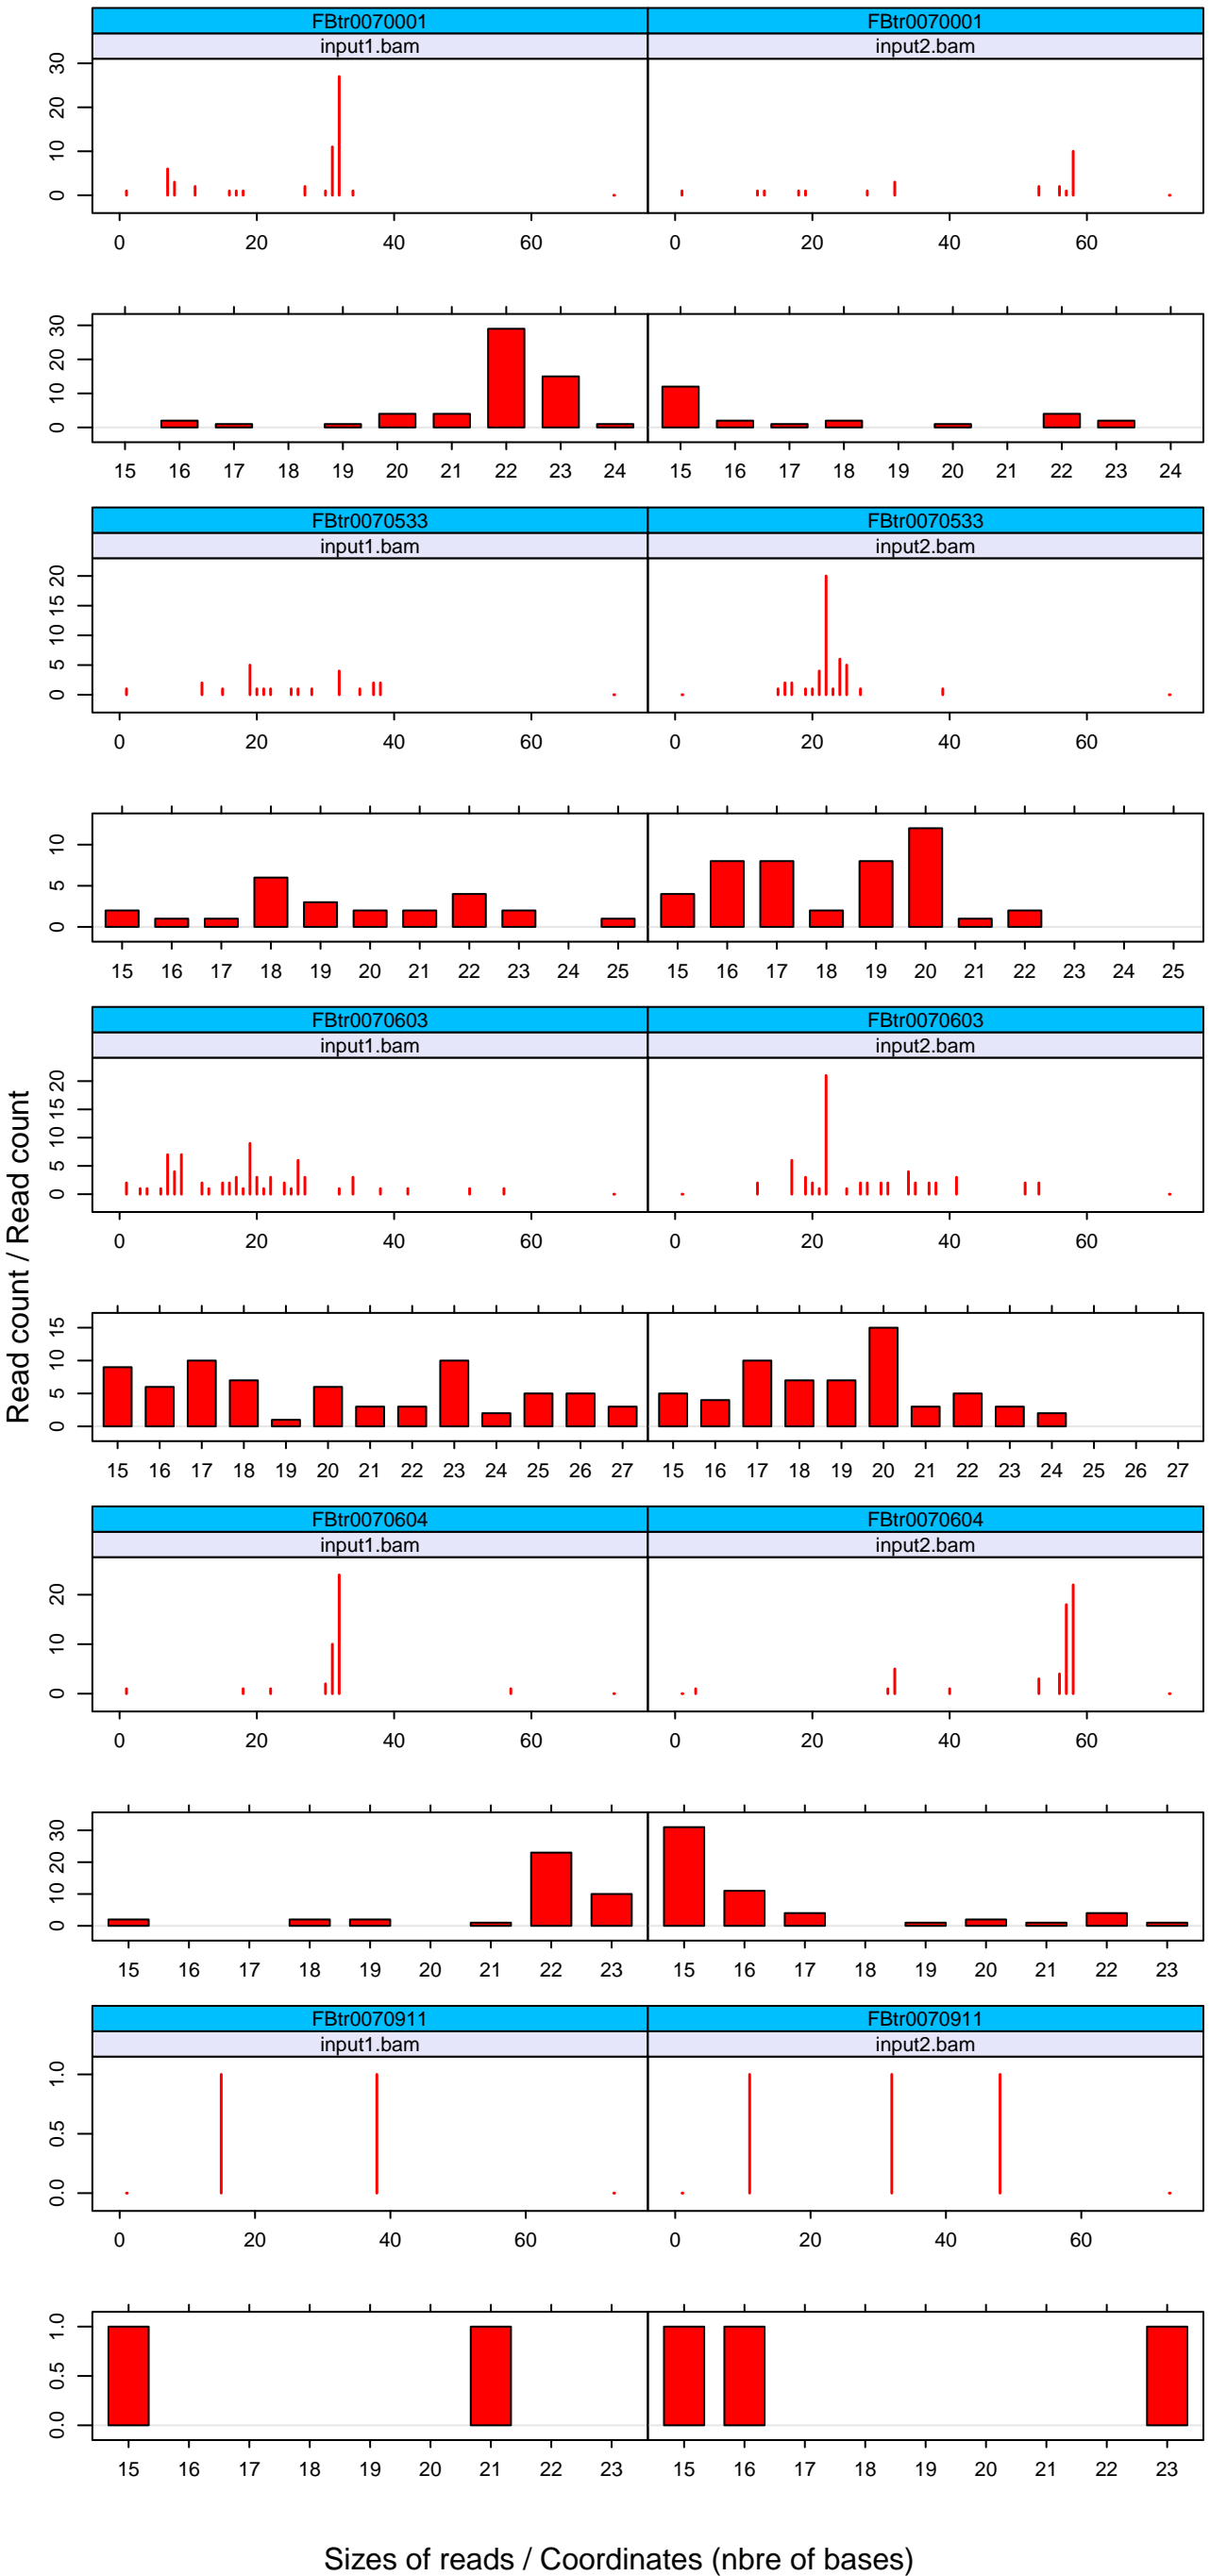 FBtr0070001 FBtr0070001
input1.bam input2.bam
30
20
10
0
0 20 40 60 0 20 40 60
30
20
10
0
15 16 17 18 19 20 21 22 23 24 15 16 17 18 19 20 21 22 23 24
FBtr0070533 FBtr0070533
input1.bam input2.bam
20
15
10
5
0
0 20 40 60 0 20 40 60
10
5
0
15 16 17 18 19 20 21 22 23 24 25 15 16 17 18 19 20 21 22 23 24 25
FBtr0070603 FBtr0070603
input1.bam input2.bam
20
15
10
5
0
0 20 40 60 0 20 40 60
Read count / Read count
15
10
5
0
15 16 17 18 19 20 21 22 23 24 25 26 27 15 16 17 18 19 20 21 22 23 24 25 26 27
FBtr0070604 FBtr0070604
input1.bam input2.bam
20
10
0
0 20 40 60 0 20 40 60
30
20
10
0
15 16 17 18 19 20 21 22 23 15 16 17 18 19 20 21 22 23
FBtr0070911 FBtr0070911
input1.bam input2.bam
1.0
0.5
0.0
0 20 40 60 0 20 40 60
1.0
0.5
0.0
15 16 17 18 19 20 21 22 23 15 16 17 18 19 20 21 22 23
Sizes of reads / Coordinates (nbre of bases)